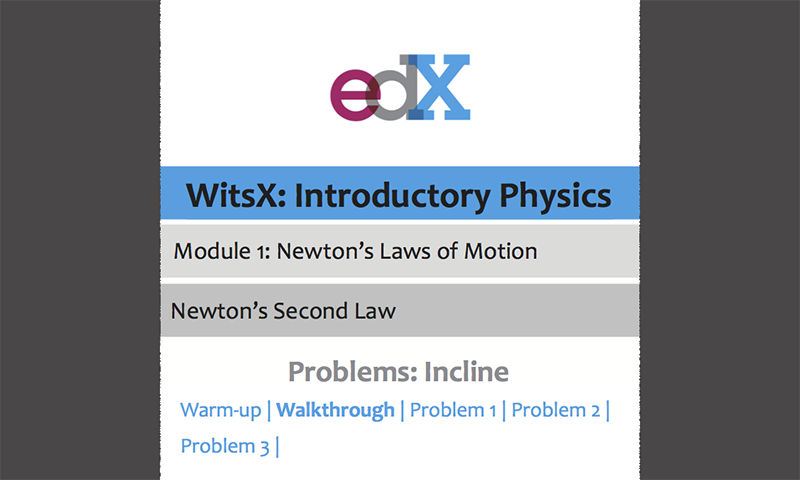 edX
WitsX: Introductory Physics
Module 1: Newton’s Laws of Motion
Newton’s Second Law
Problems: Incline
Warm-up | Walkthrough | Problem 1 | Problem 2 |
Problem 3 |